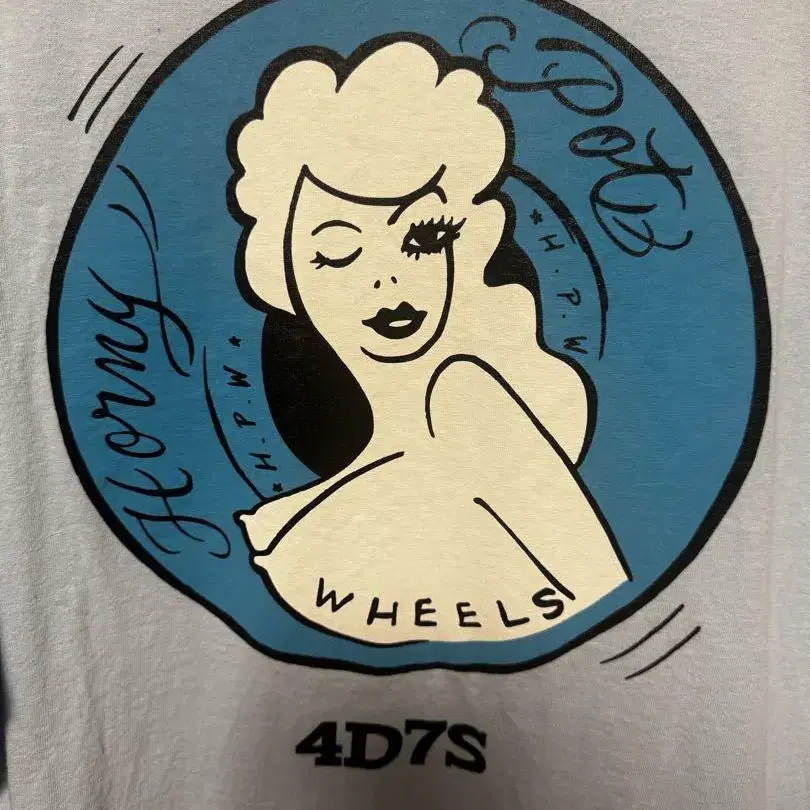 Horny
Pots
*H.P.W*
*H.P.W
WHEELS
4D7S